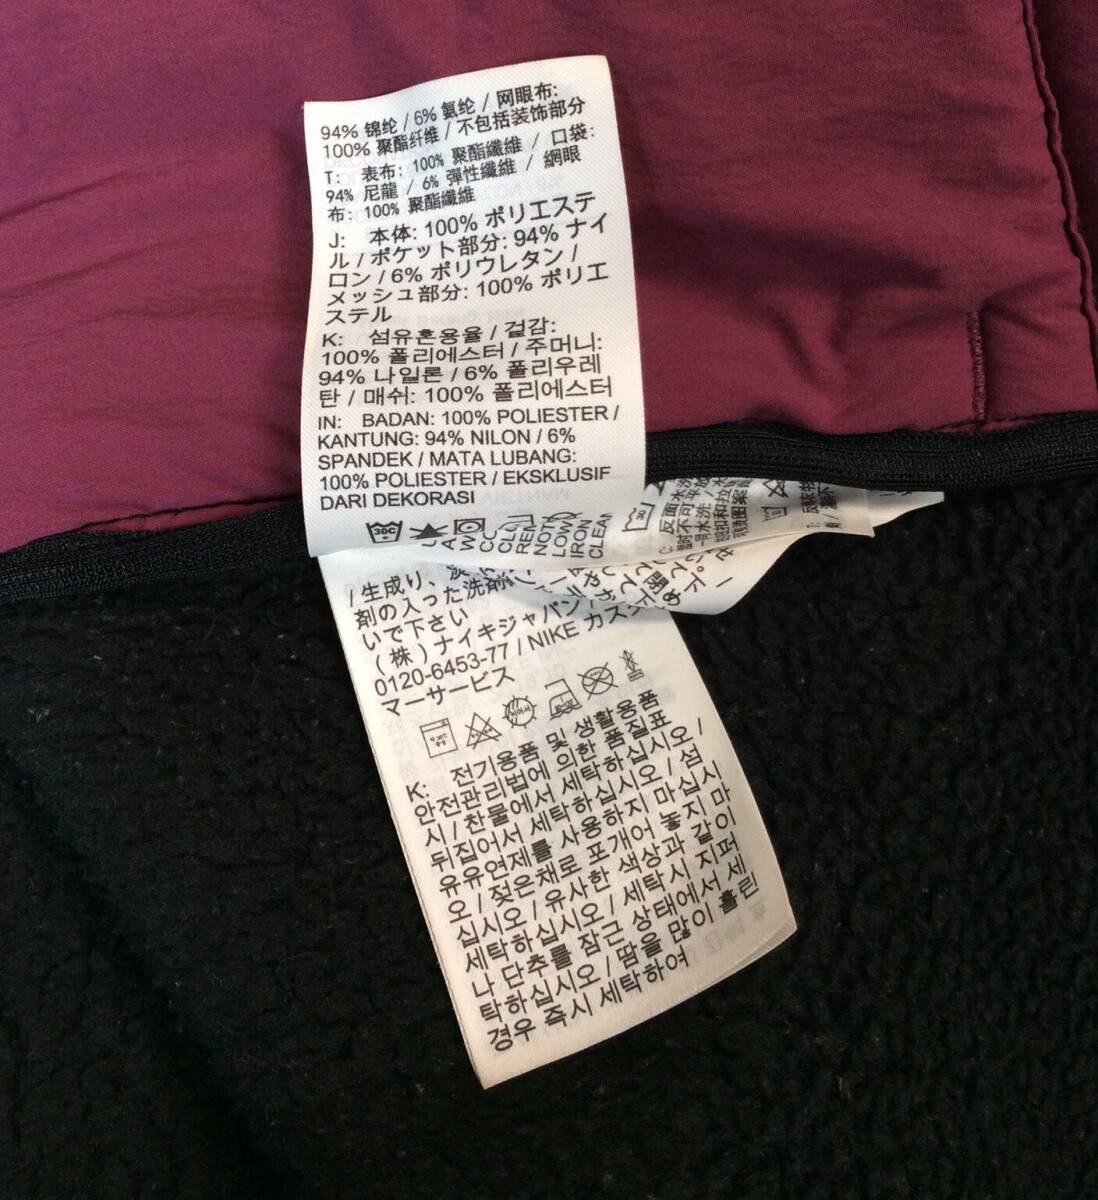 94% 锦纶 / 6% 氨纶 / 网眼布:
100% 聚酯纤维 / 不包括装饰部分
T: 表布: 100% 聚酯纖維 / 口袋:
94% 尼龍 / 6% 彈性纖維 / 網眼
布: 100% 聚酯纖維
J: 本体: 100% ポリエステ
ル / ポケット部分: 94% ナイ
ロン / 6% ポリウレタン /
メッシュ部分: 100% ポリエ
ステル
K: 섬유혼용율 / 겉감:
100% 폴리에스터 / 주머니:
94% 나일론 / 6% 폴리우레
탄 / 매쉬: 100% 폴리에스터
IN: BADAN: 100% POLIESTER /
KANTUNG: 94% NILON / 6%
SPANDEK / MATA LUBANG:
100% POLIESTER / EKSKLUSIF
DARI DEKORASI
30C
LOW
IRON
CLEAN
/ 生成り、
剤の入った洗剤
いで下さい
(株) ナイキジャパン
0120-6453-77 / NIKE カスタ
マーサービス
K: 전기용품 및 생활용품
안전관리법에 의한 품질표
시 / 찬물에서 세탁하십시오 /
뒤집어서 세탁하십시오 / 섬
유유연제를 사용하지 마십시
오 / 젖은채로 포개어 놓지 마
십시오 / 유사한 색상과 같이
세탁하십시오 / 세탁시 지퍼
나 단추를 잠근 상태에서 세
탁하십시오 / 땀을 많이 흘린
경우 즉시 세탁하여